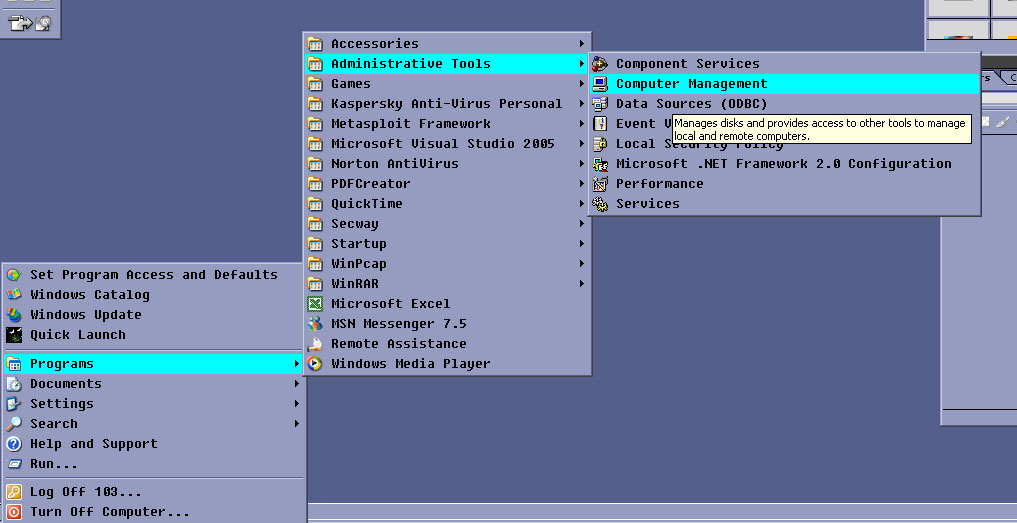 Accessories
Administrative Tools
Games
Kaspersky Anti-Virus Personal
Metasploit Framework
Microsoft Visual Studio 2005
Norton AntiVirus
PDFCreator
QuickTime
Secway
Startup
WinPcap
WinRAR
Microsoft Excel
MSN Messenger 7.5
Remote Assistance
Windows Media Player
Component Services
Computer Management
Data Sources (ODBC)
Event V
Manages disks and provides access to other tools to manage
local and remote computers.
Local Security Policy
Microsoft .NET Framework 2.0 Configuration
Performance
Services
Set Program Access and Defaults
Windows Catalog
Windows Update
Quick Launch
Programs
Documents
Settings
Search
Help and Support
Run...
Log Off 103...
Turn Off Computer...